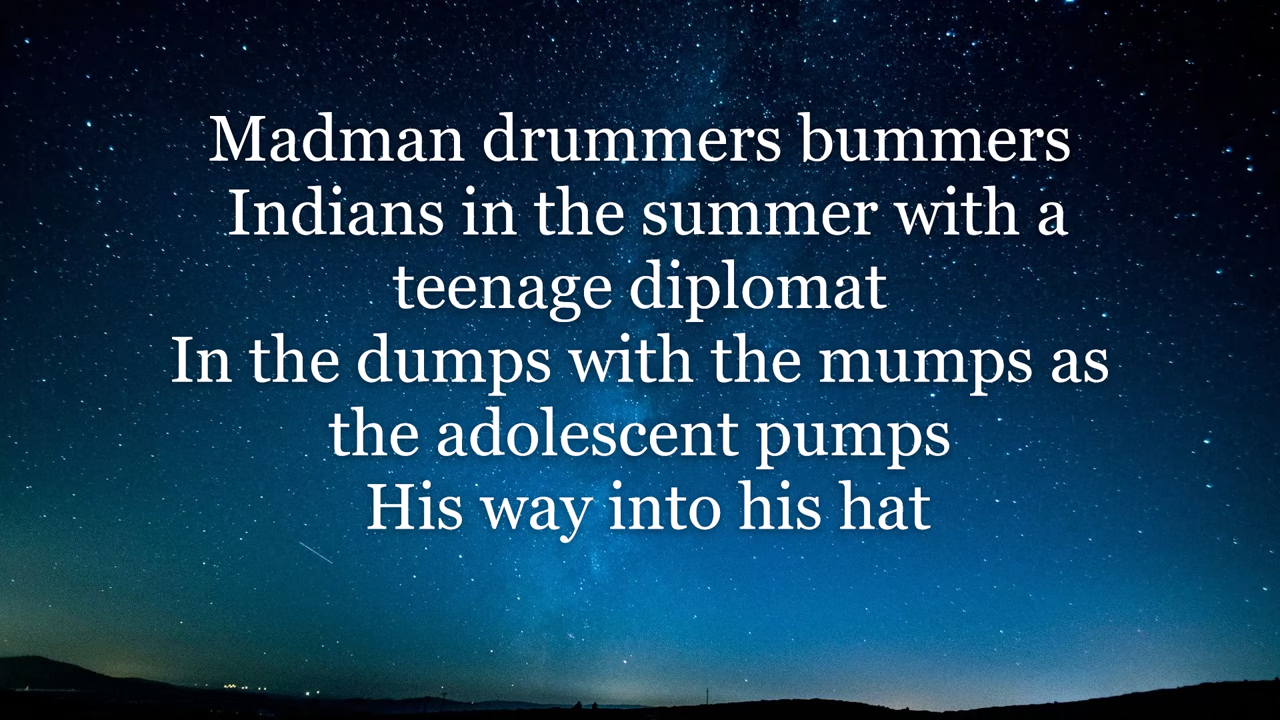 Madman drummers bummers
Indians in the summer with a
teenage diplomat
In the dumps with the mumps as
the adolescent pumps
His way into his hat